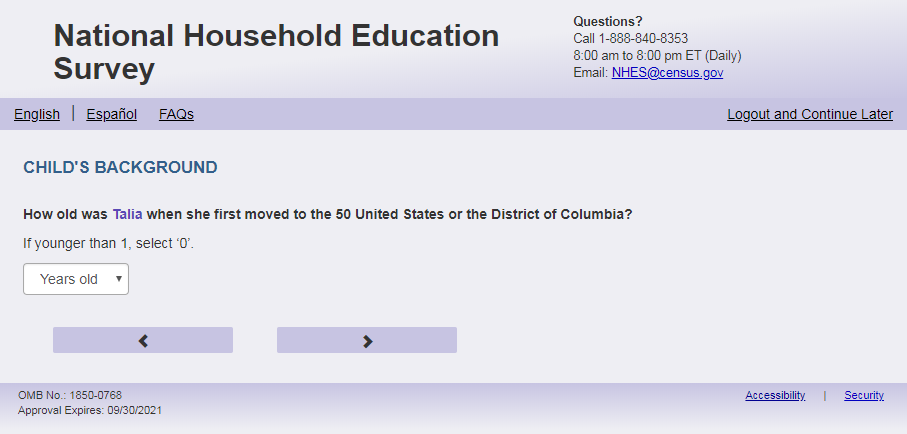 National Household Education
Survey
Questions?
Call 1-888-840-8353
8:00 am to 8:00 pm ET (Daily)
Email: NHES@census.gov
English | Español FAQs Logout and Continue Later
CHILD'S BACKGROUND
How old was Talia when she first moved to the 50 United States or the District of Columbia?
If younger than 1, select ‘0’.
Years old
OMB No.: 1850-0768
Approval Expires: 09/30/2021
Accessibility | Security